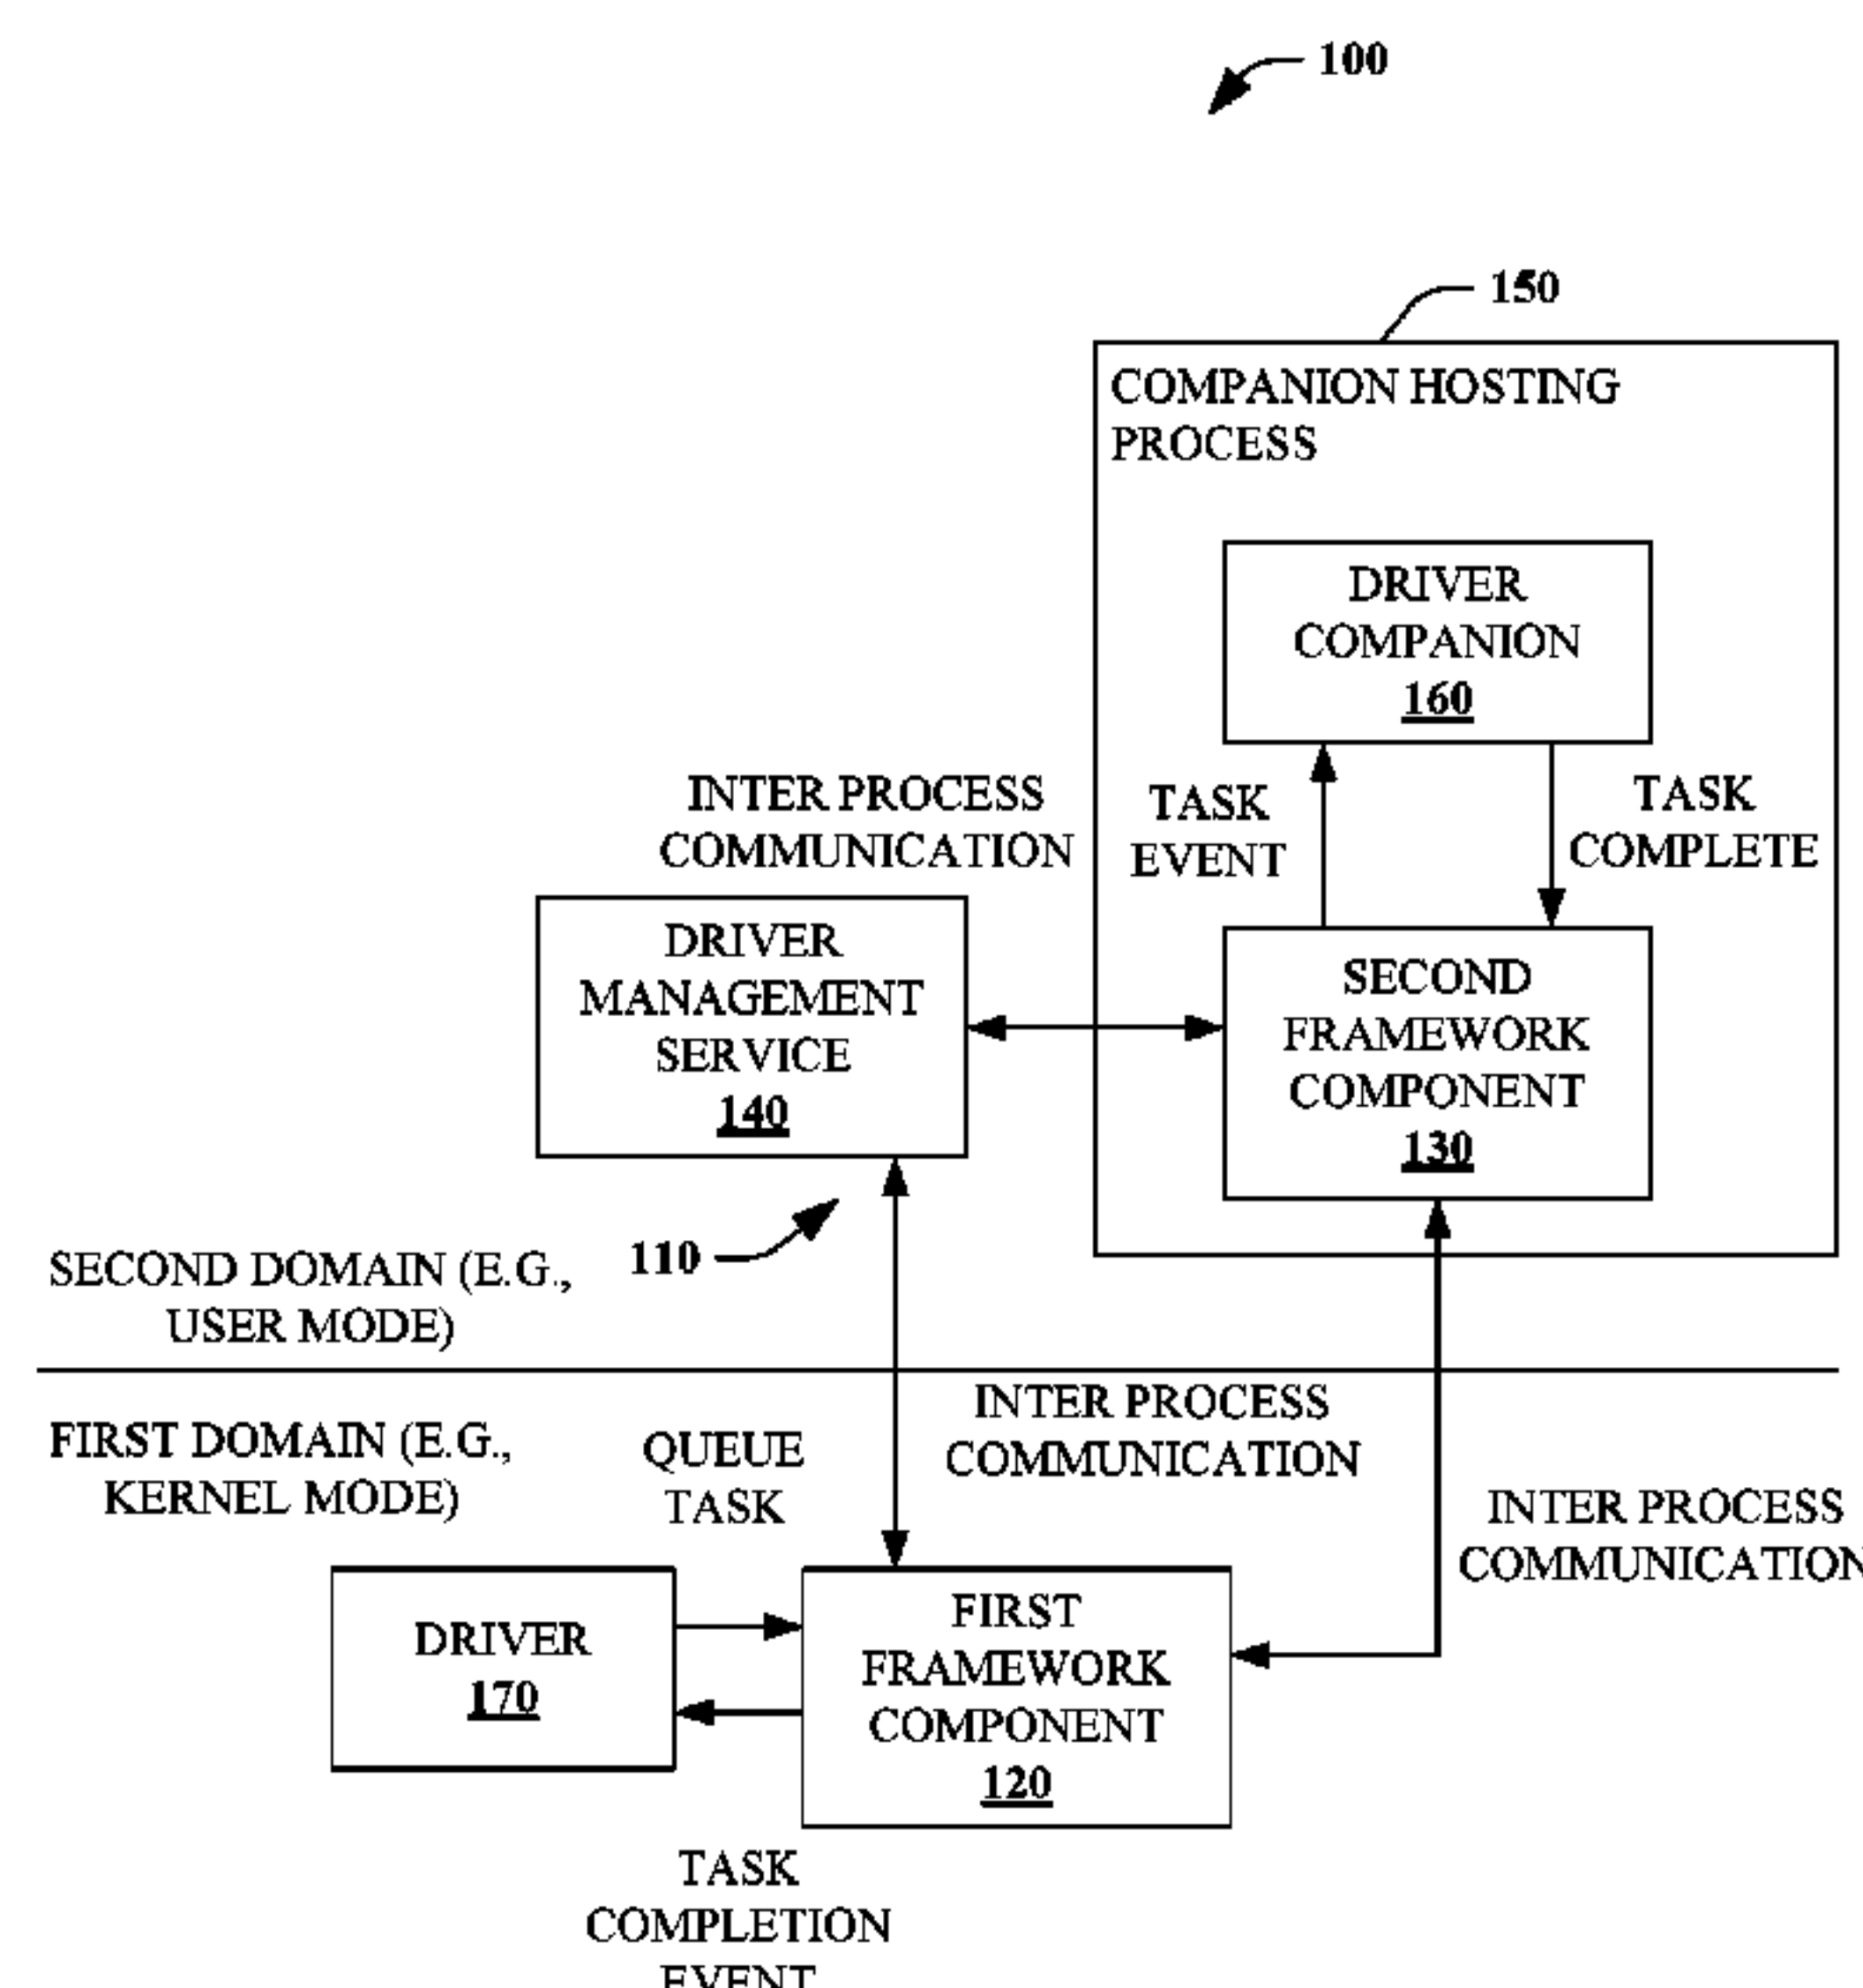 100
150
COMPANION HOSTING
PROCESS
DRIVER
COMPANION
160
INTER PROCESS
COMMUNICATION
TASK
EVENT
TASK
COMPLETE
DRIVER
MANAGEMENT
SERVICE
140
SECOND
FRAMEWORK
COMPONENT
130
110
SECOND DOMAIN (E.G.,
USER MODE)
FIRST DOMAIN (E.G.,
KERNEL MODE)
QUEUE
TASK
INTER PROCESS
COMMUNICATION
INTER PROCESS
COMMUNICATION
DRIVER
170
FIRST
FRAMEWORK
COMPONENT
120
TASK
COMPLETION
EVENT